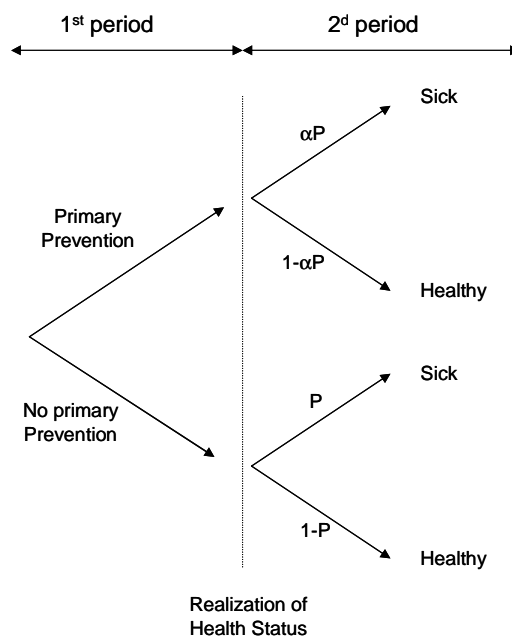 1st period
2d period
Sick
αP
Primary
Prevention
1-αP
Healthy
Sick
P
No primary
Prevention
1-P
Healthy
Realization of
Health Status